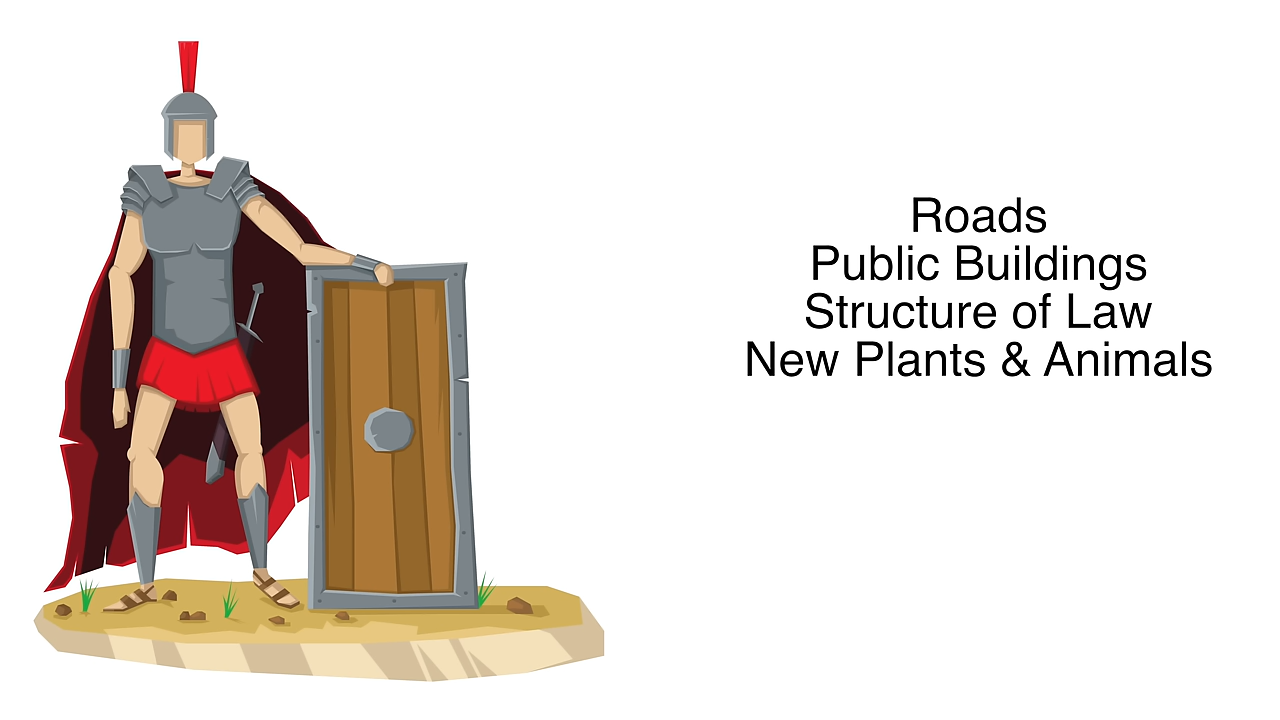 Roads
Public Buildings
Structure of Law
New Plants & Animals